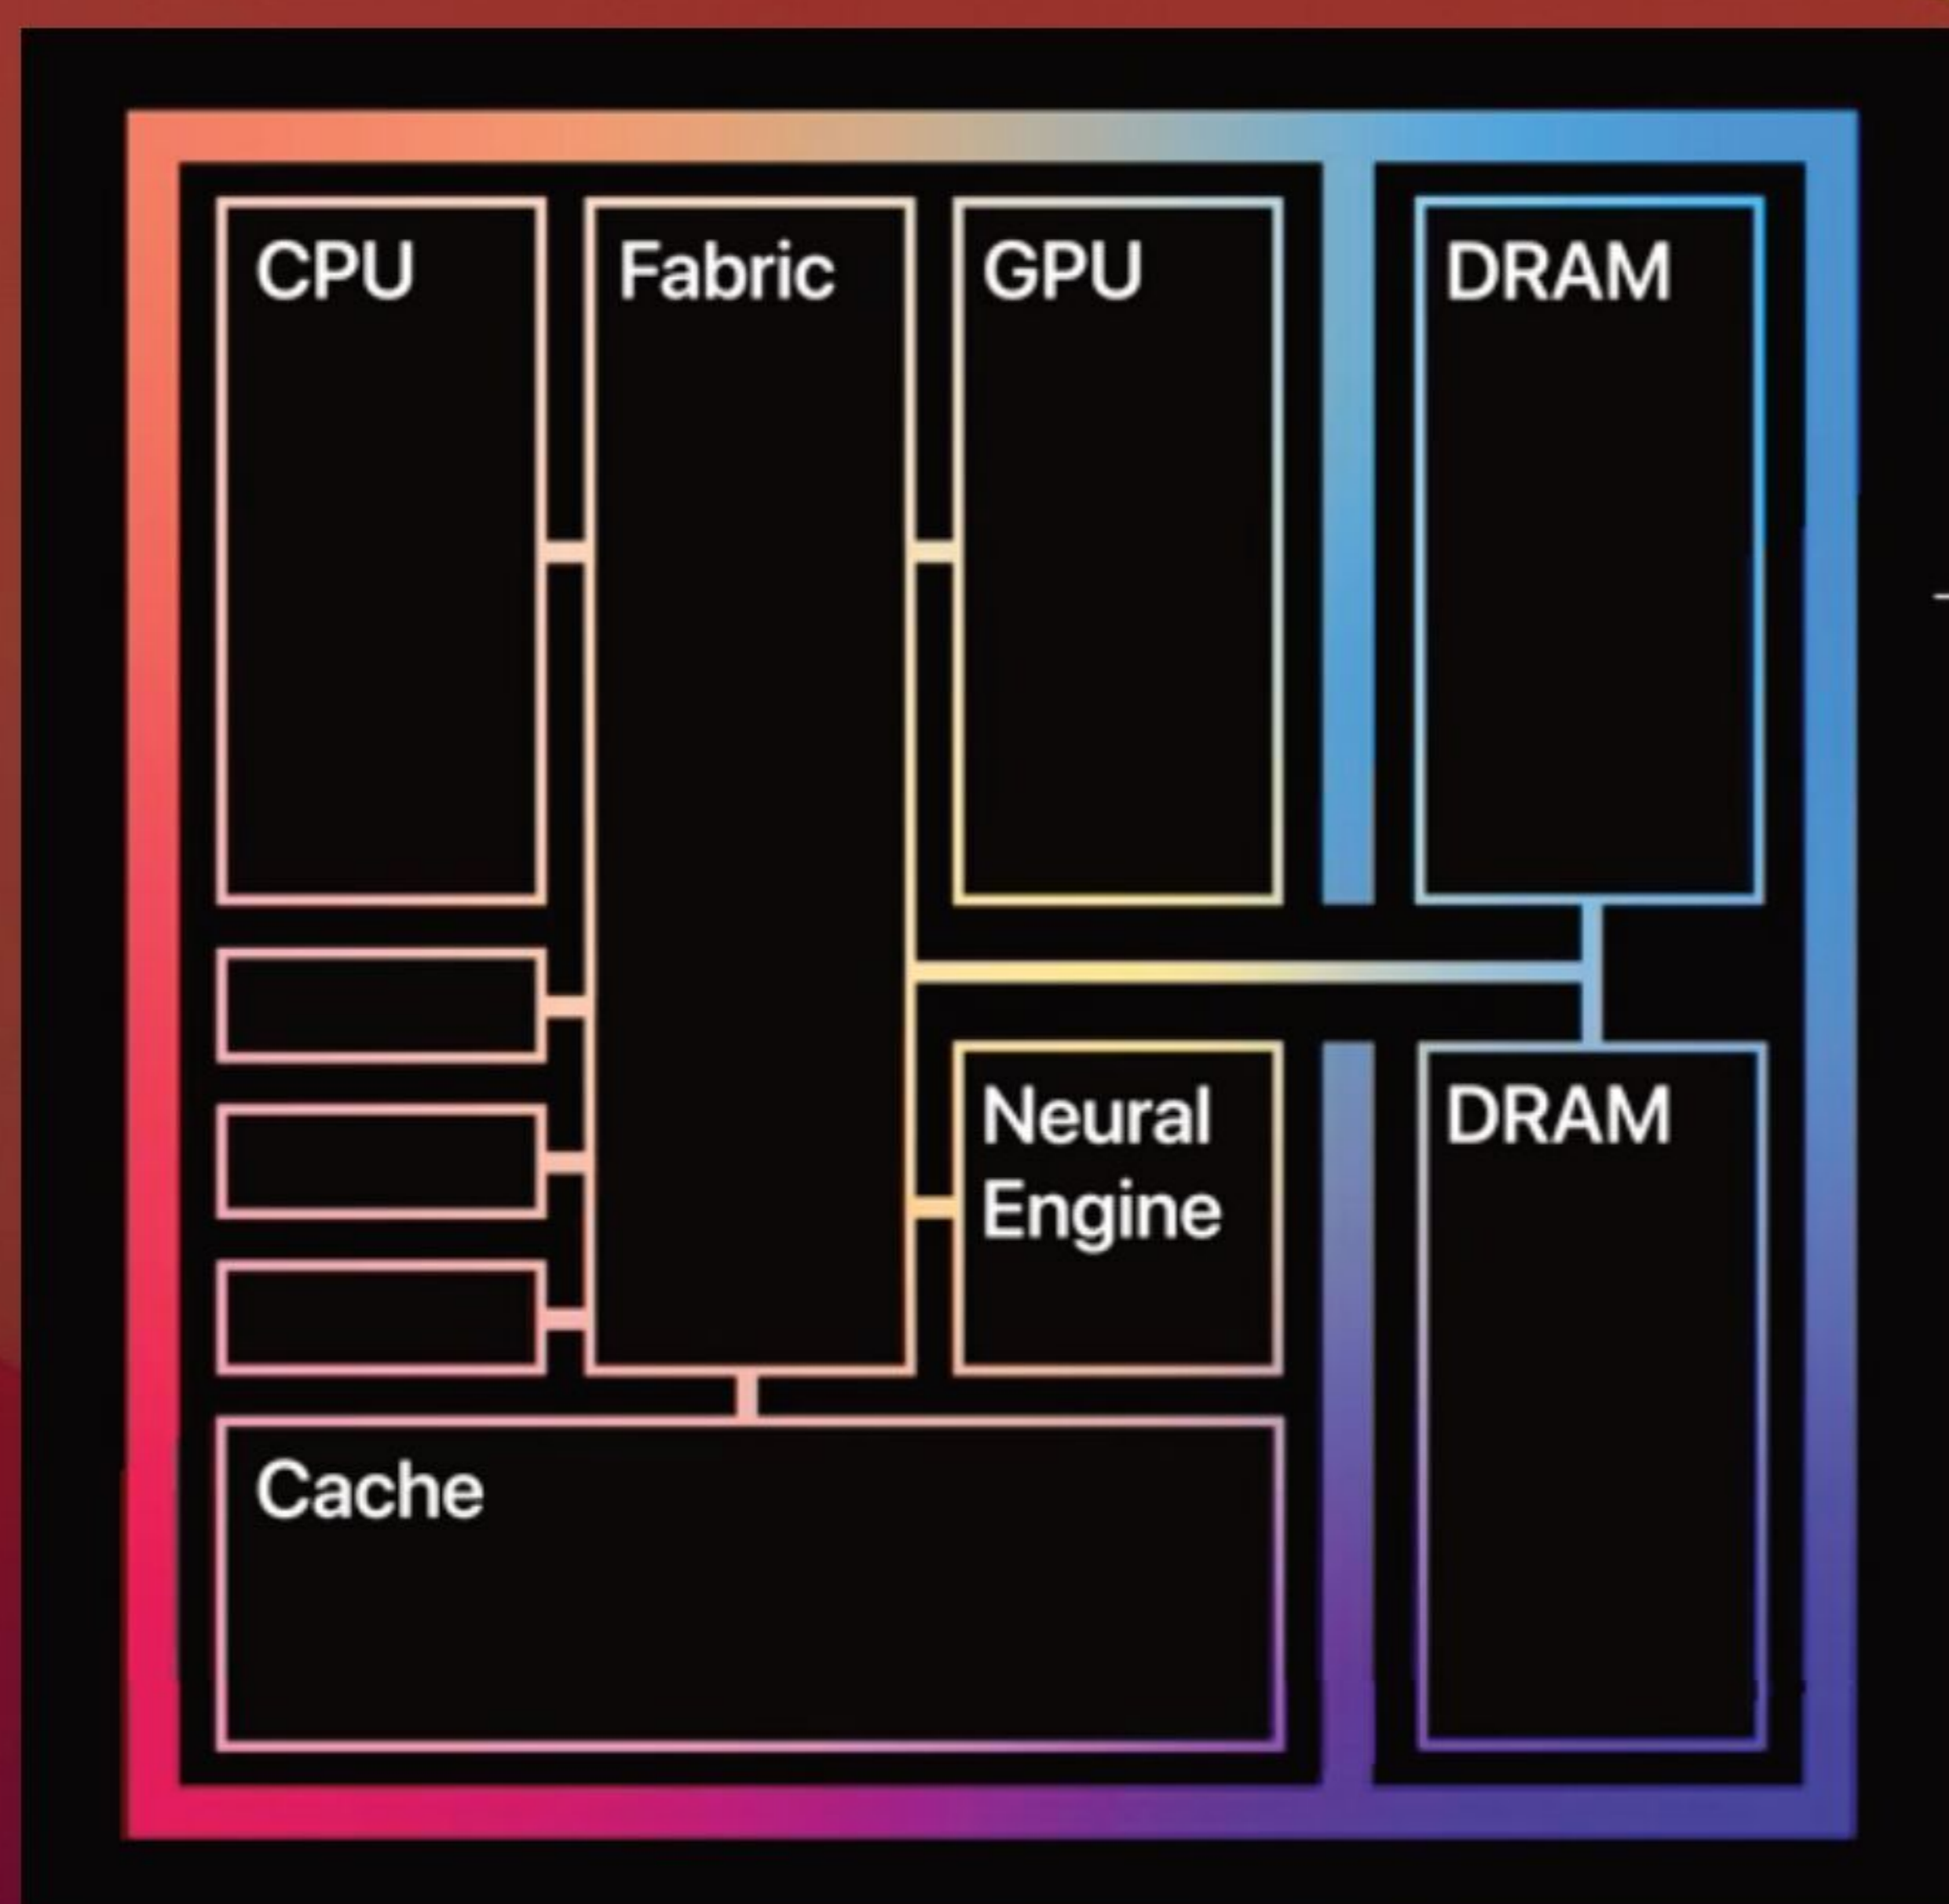 CPU
Fabric
GPU
DRAM
Neural
Engine
DRAM
Cache